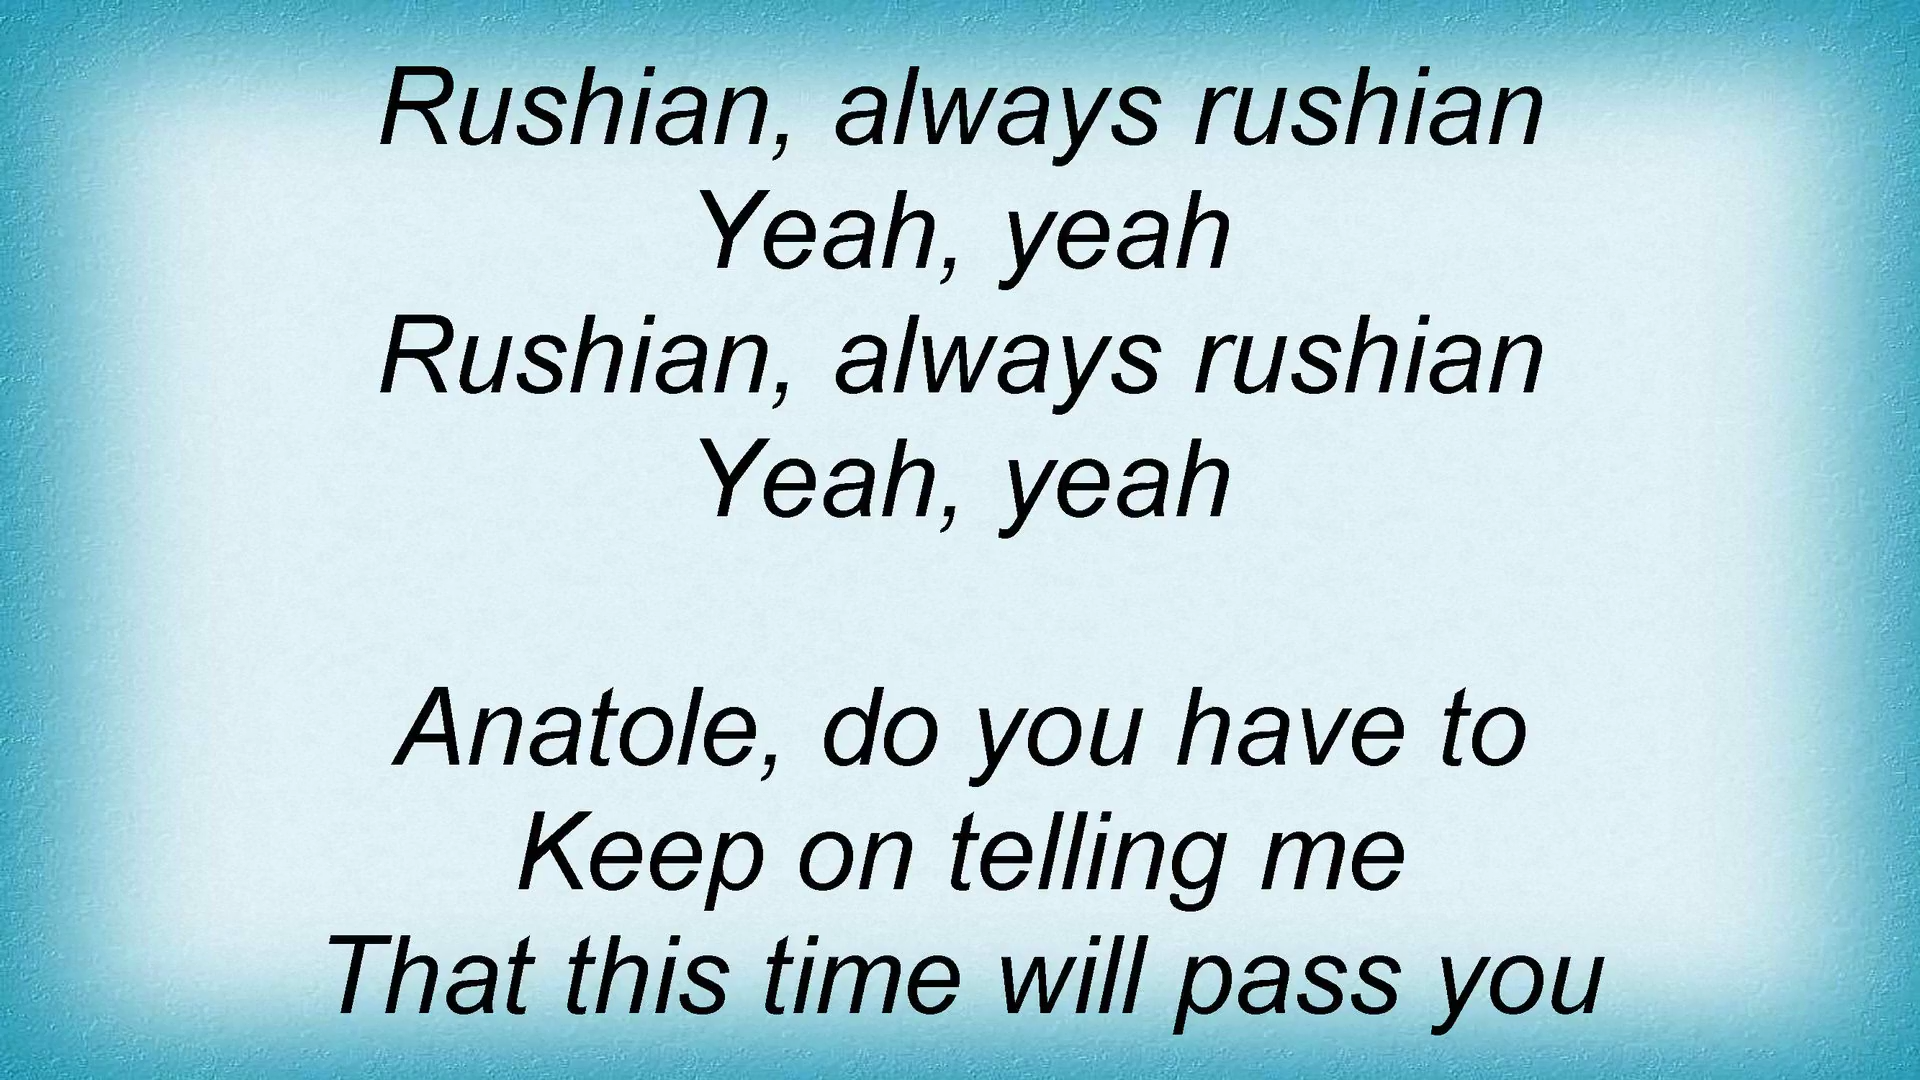 Rushian, always rushian
Yeah, yeah
Rushian, always rushian
Yeah, yeah
Anatole, do you have to
Keep on telling me
That this time will pass you